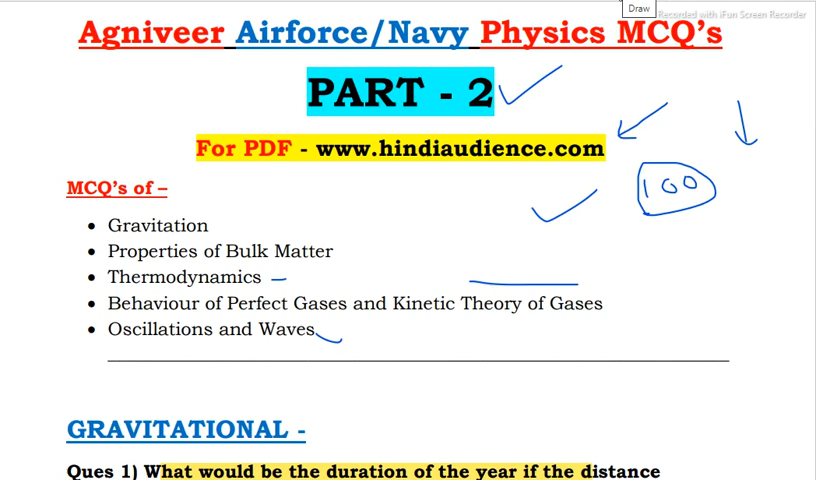 Draw
Recorded with iFun Screen Recorder
Agniveer Airforce/Navy Physics MCQ's
PART - 2
For PDF - www.hindiaudience.com
100
MCQ's of –
• Gravitation
• Properties of Bulk Matter
• Thermodynamics
• Behaviour of Perfect Gases and Kinetic Theory of Gases
• Oscillations and Waves
GRAVITATIONAL -
Ques 1) What would be the duration of the year if the distance